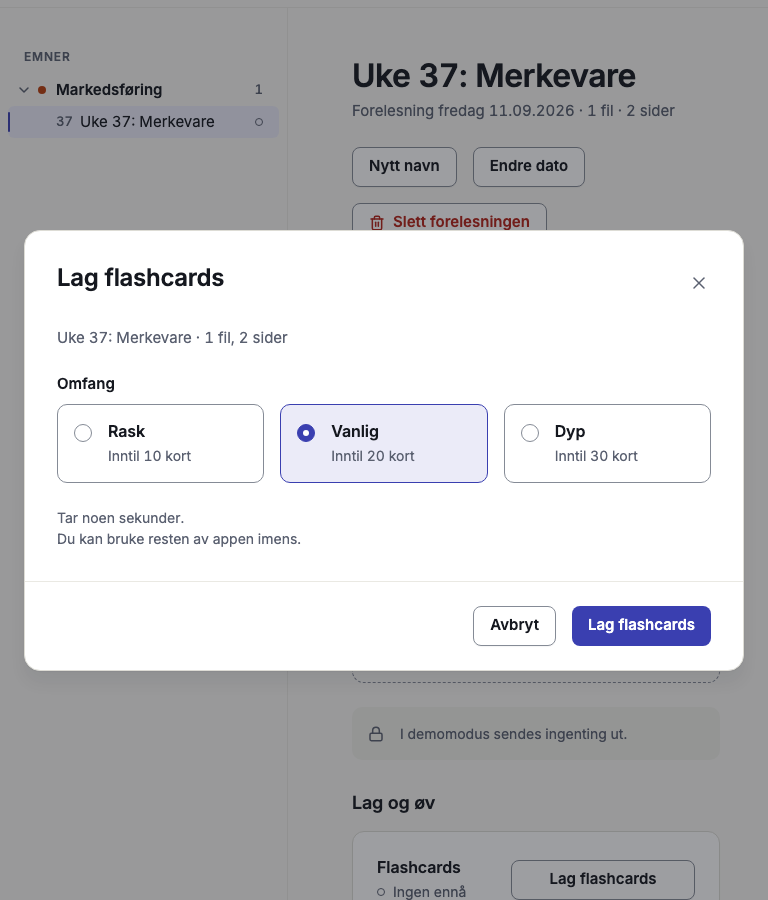 EMNER
Markedsføring 1
37 Uke 37: Merkevare
Uke 37: Merkevare
Forelesning fredag 11.09.2026 · 1 fil · 2 sider
Nytt navn
Endre dato
Slett forelesningen
Lag flashcards
Uke 37: Merkevare · 1 fil, 2 sider
Omfang
Rask
Inntil 10 kort
Vanlig
Inntil 20 kort
Dyp
Inntil 30 kort
Tar noen sekunder.
Du kan bruke resten av appen imens.
Avbryt
Lag flashcards
I demomodus sendes ingenting ut.
Lag og øv
Flashcards
Ingen ennå
Lag flashcards